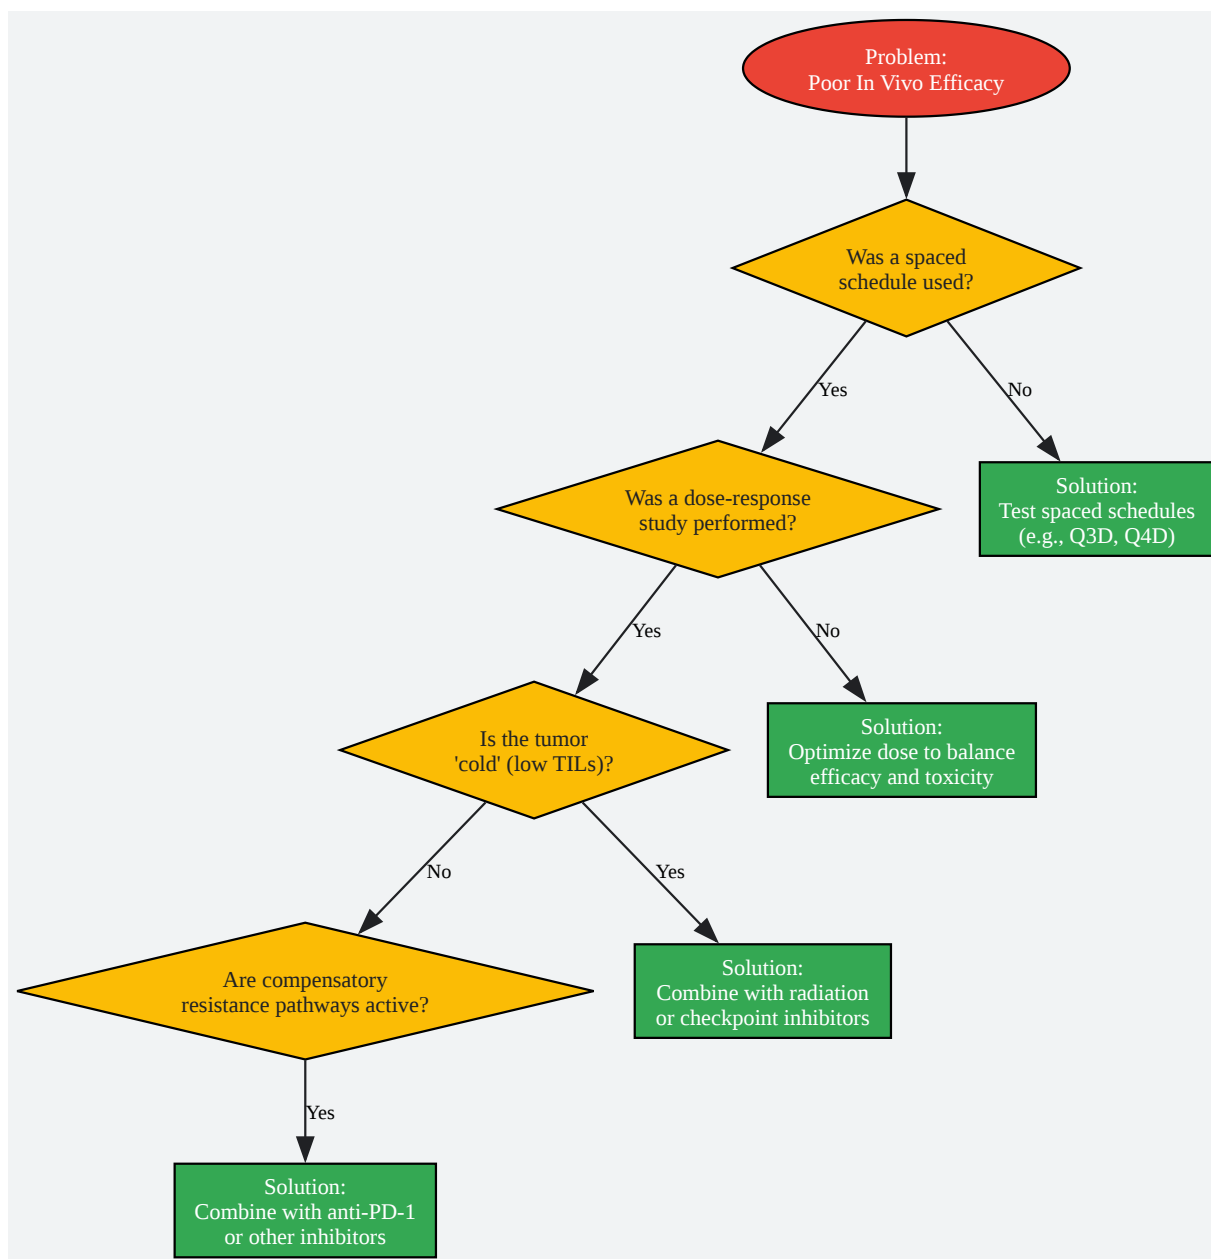 Problem:
Poor In Vivo Efficacy
Was a spaced
schedule used?
Yes
No
Was a dose-response
study performed?
Solution:
Test spaced schedules
(e.g., Q3D, Q4D)
Yes
No
Is the tumor
'cold' (low TILs)?
Solution:
Optimize dose to balance
efficacy and toxicity
No
Yes
Are compensatory
resistance pathways active?
Solution:
Combine with radiation
or checkpoint inhibitors
Yes
Solution:
Combine with anti-PD-1
or other inhibitors